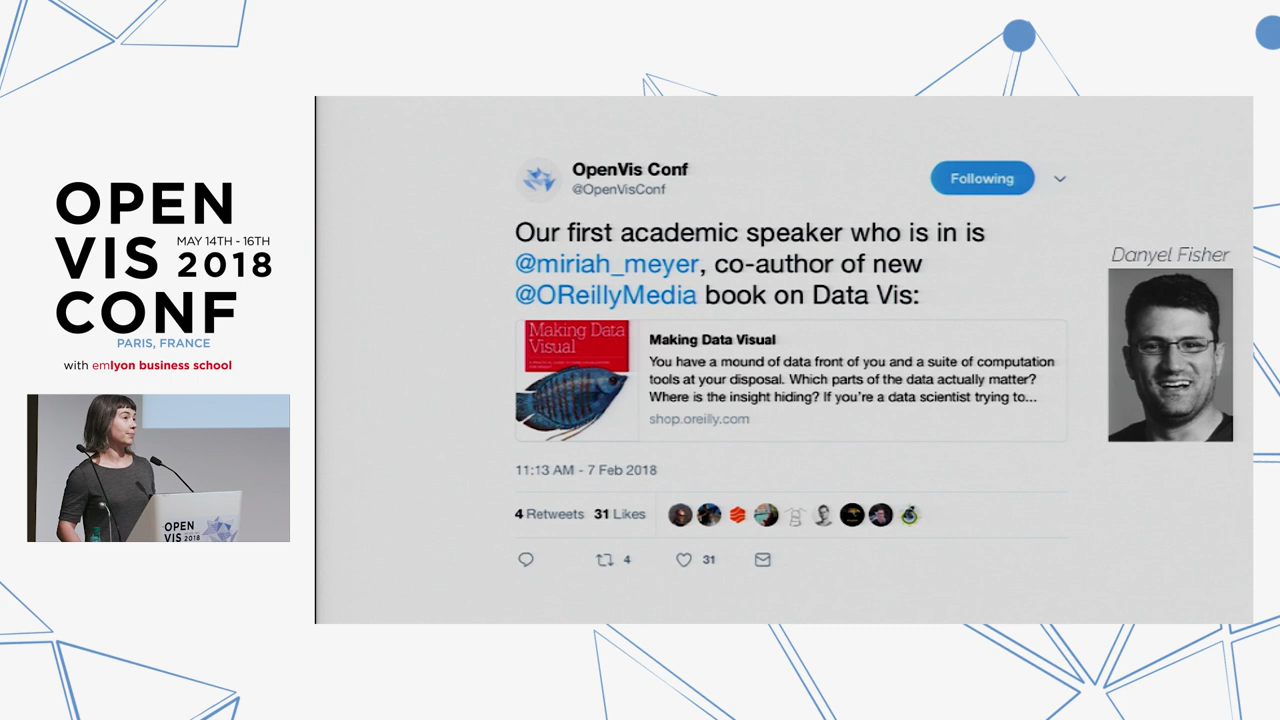 OPEN
VIS
MAY 14TH - 16TH
2018
CONF
PARIS, FRANCE
with emlyon business school
OPEN
VIS 2018
OpenVis Conf
@OpenVisConf
Following
Our first academic speaker who is in is
@miriah_meyer, co-author of new
@OReillyMedia book on Data Vis:
Making Data
Visual
Making Data Visual
You have a mound of data front of you and a suite of computation
tools at your disposal. Which parts of the data actually matter?
Where is the insight hiding? If you're a data scientist trying to...
shop.oreilly.com
11:13 AM - 7 Feb 2018
4 Retweets 31 Likes
4 31
Danyel Fisher